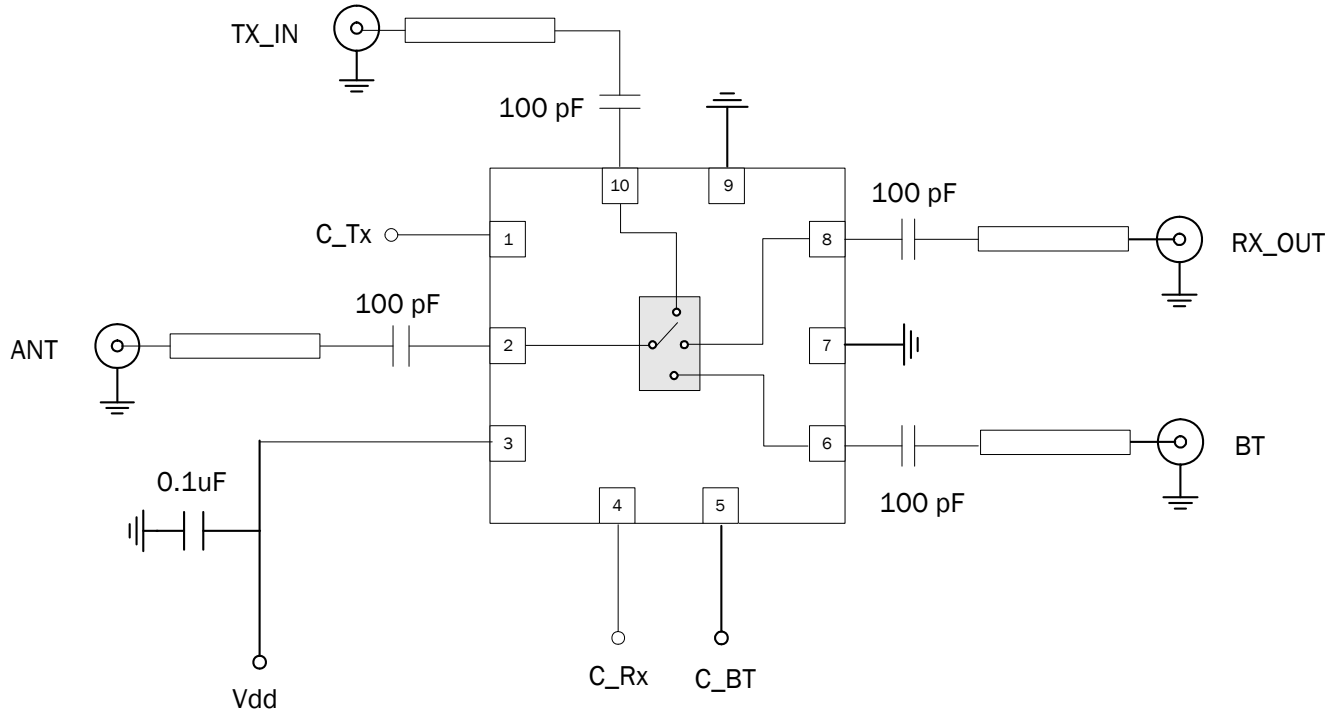 TX_IN
100 pF
10
9
100 pF
C_Tx
1
8
RX_OUT
100 pF
ANT
2
7
3
6
BT
0.1uF
100 pF
4
5
C_Rx
C_BT
Vdd